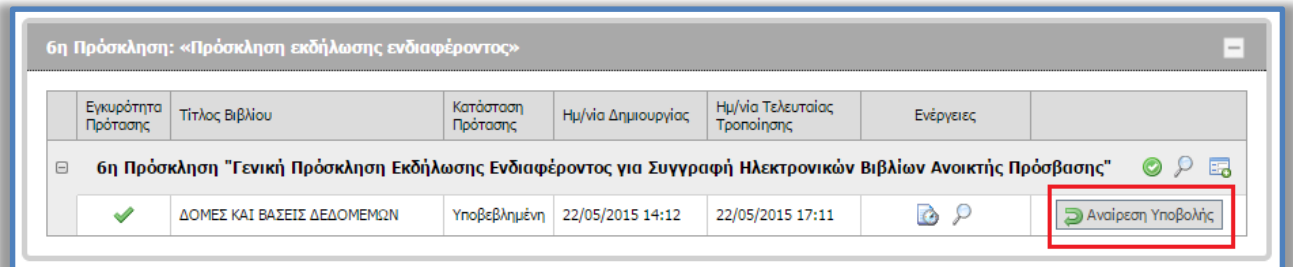 6η Πρόσκληση: «Πρόσκληση εκδήλωσης ενδιαφέροντος»
Εγκυρότητα Πρότασης Τίτλος Βιβλίου Κατάσταση Πρότασης Ημ/νία Δημιουργίας Ημ/νία Τελευταίας Τροποίησης Ενέργειες
6η Πρόσκληση "Γενική Πρόσκληση Εκδήλωσης Ενδιαφέροντος για Συγγραφή Ηλεκτρονικών Βιβλίων Ανοικτής Πρόσβασης"
ΔΟΜΕΣ ΚΑΙ ΒΑΣΕΙΣ ΔΕΔΟΜΕΜΩΝ Υποβεβλημένη 22/05/2015 14:12 22/05/2015 17:11 Αναίρεση Υποβολής